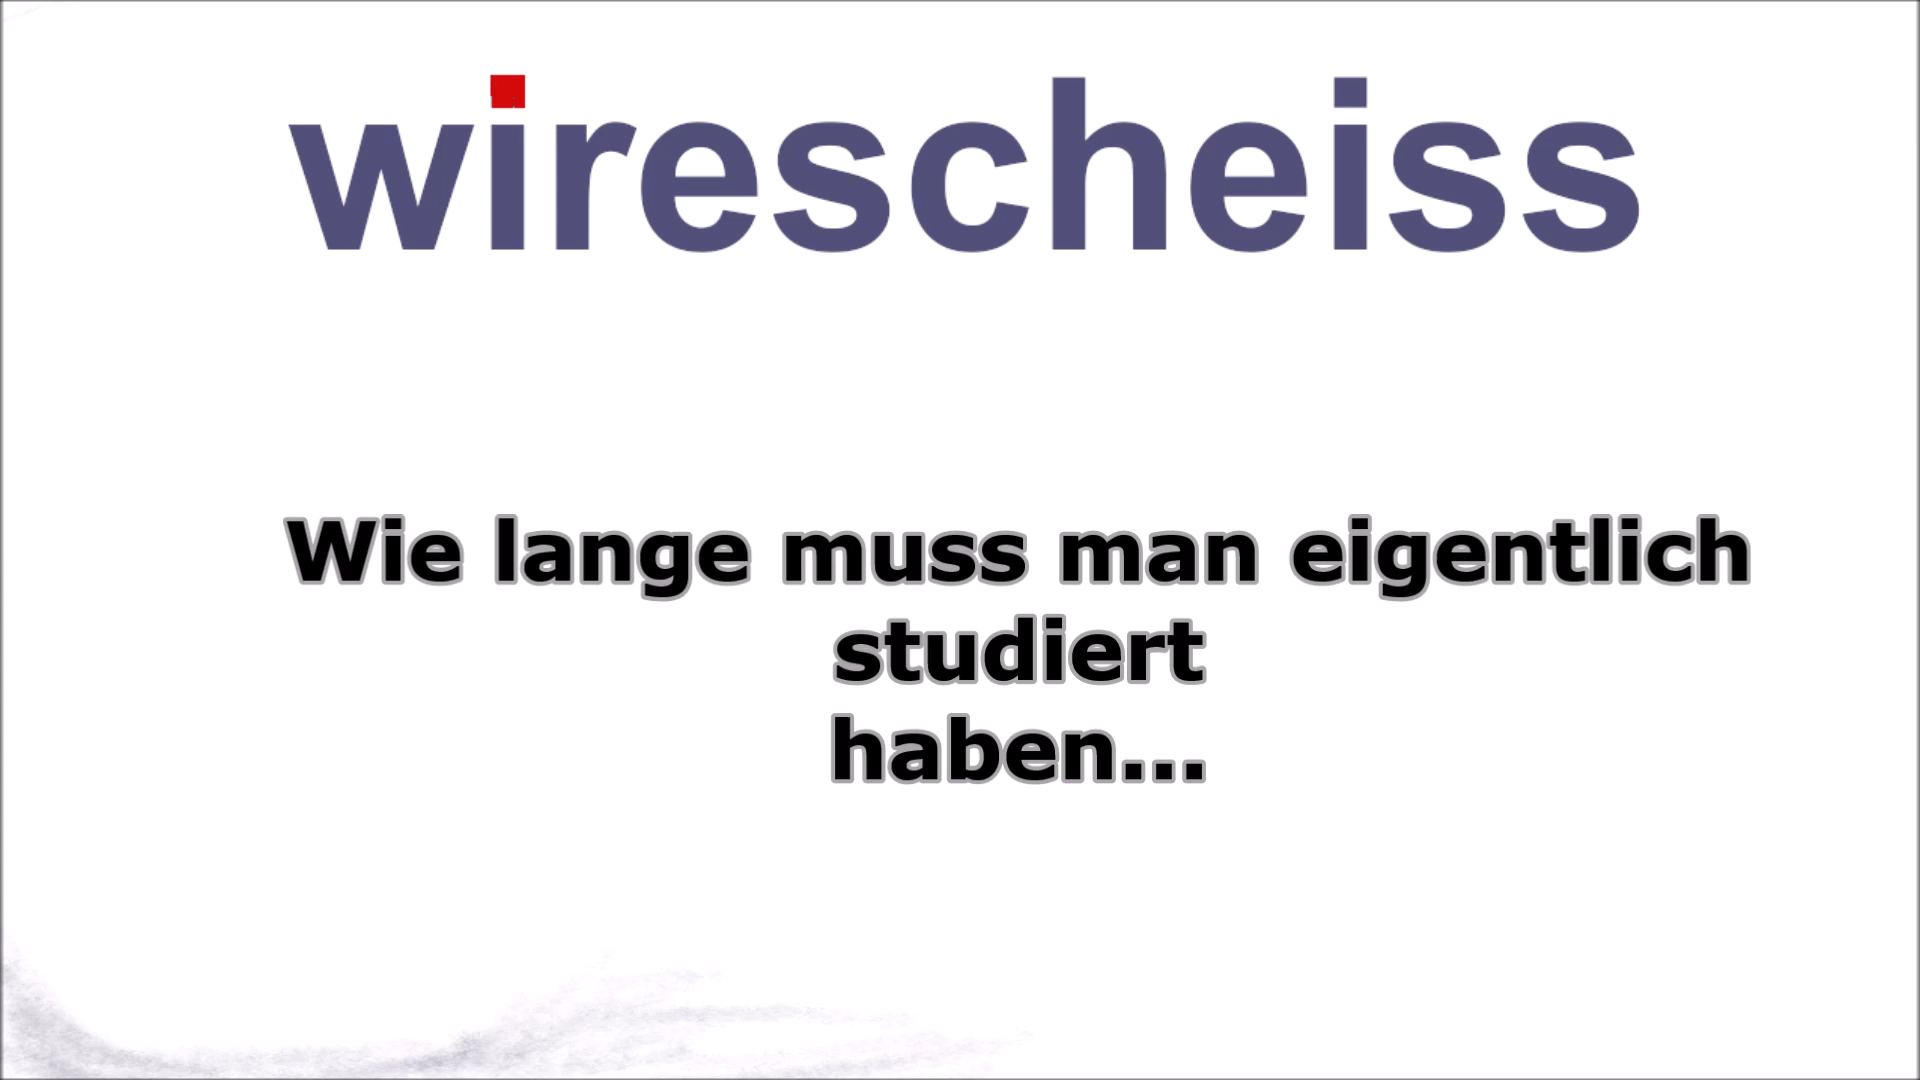 wirescheiss
Wie lange muss man eigentlich
studiert
haben...